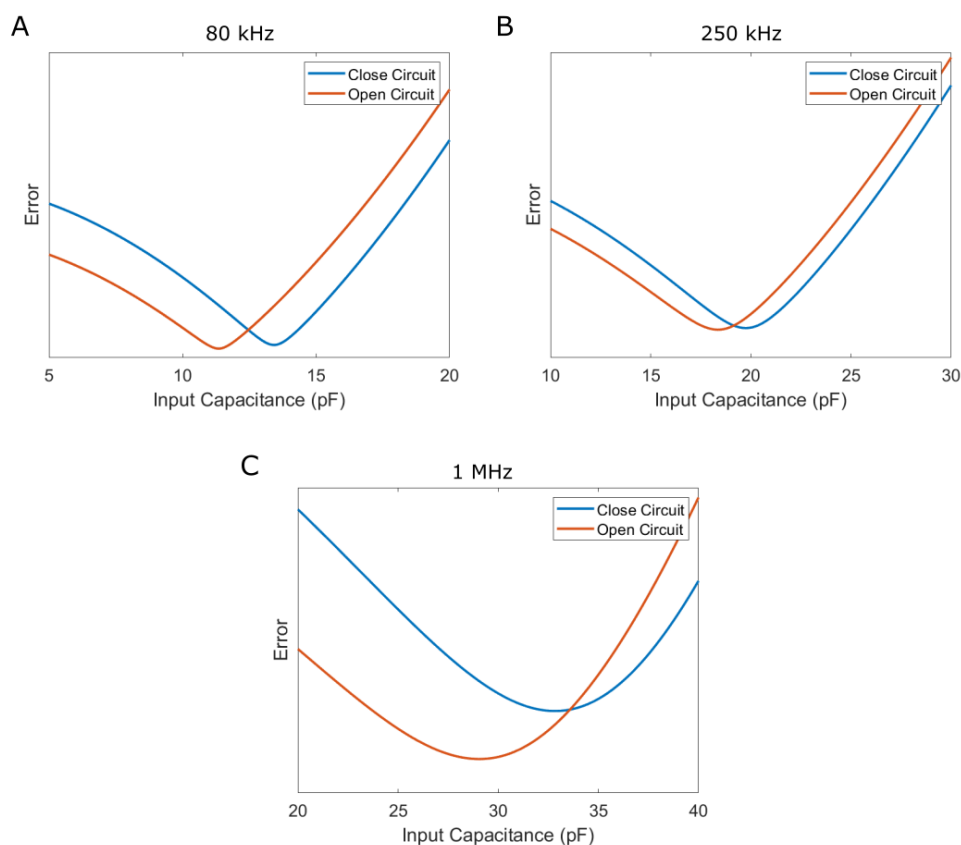 A
80 kHz
Close Circuit
Open Circuit
Error
5
10
15
20
Input Capacitance (pF)
B
250 kHz
Close Circuit
Open Circuit
Error
10
15
20
25
30
Input Capacitance (pF)
C
1 MHz
Close Circuit
Open Circuit
Error
20
25
30
35
40
Input Capacitance (pF)